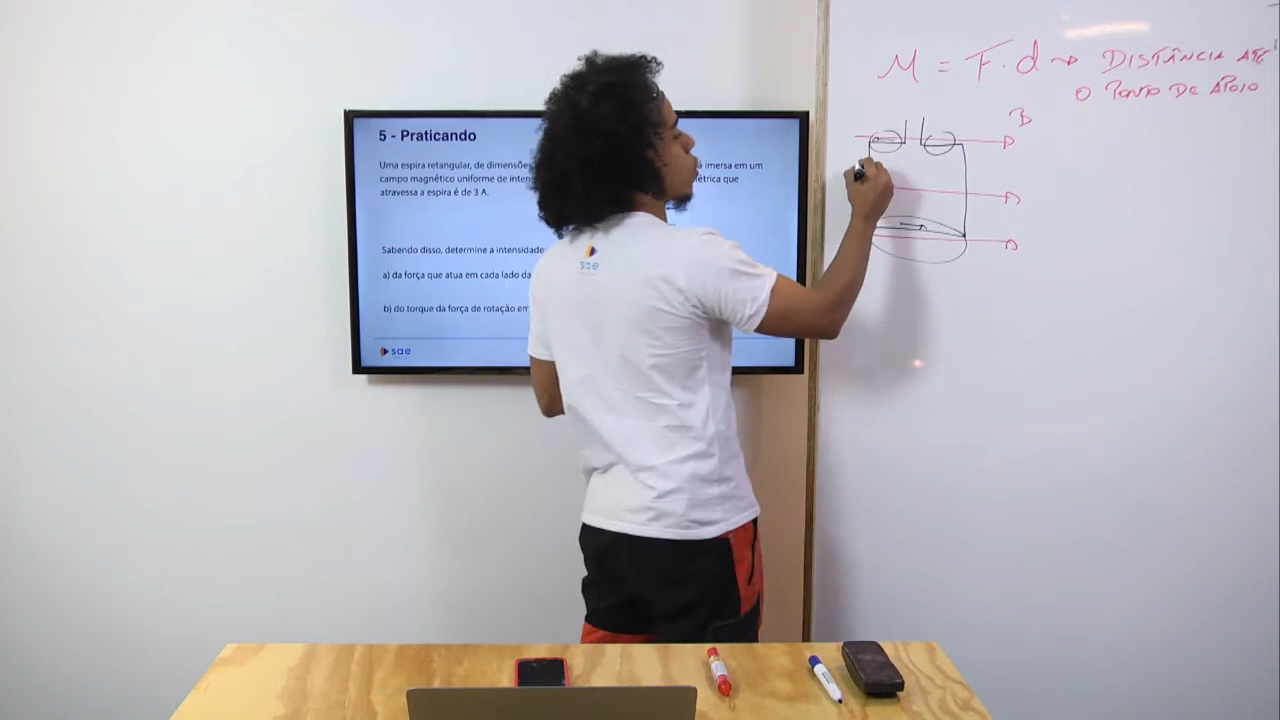 5 - Praticando
Uma espira retangular, de dimensões
imersa em um
campo magnético uniforme de
elétrica que
atravessa a espira é de 3 A.
Sabendo disso, determine a intensidade
a) da força que atua em cada lado da
b) do torque da força de rotação em
sae
sae
M = F . d → DISTÂNCIA ATÉ
O PONTO DE APOIO
B